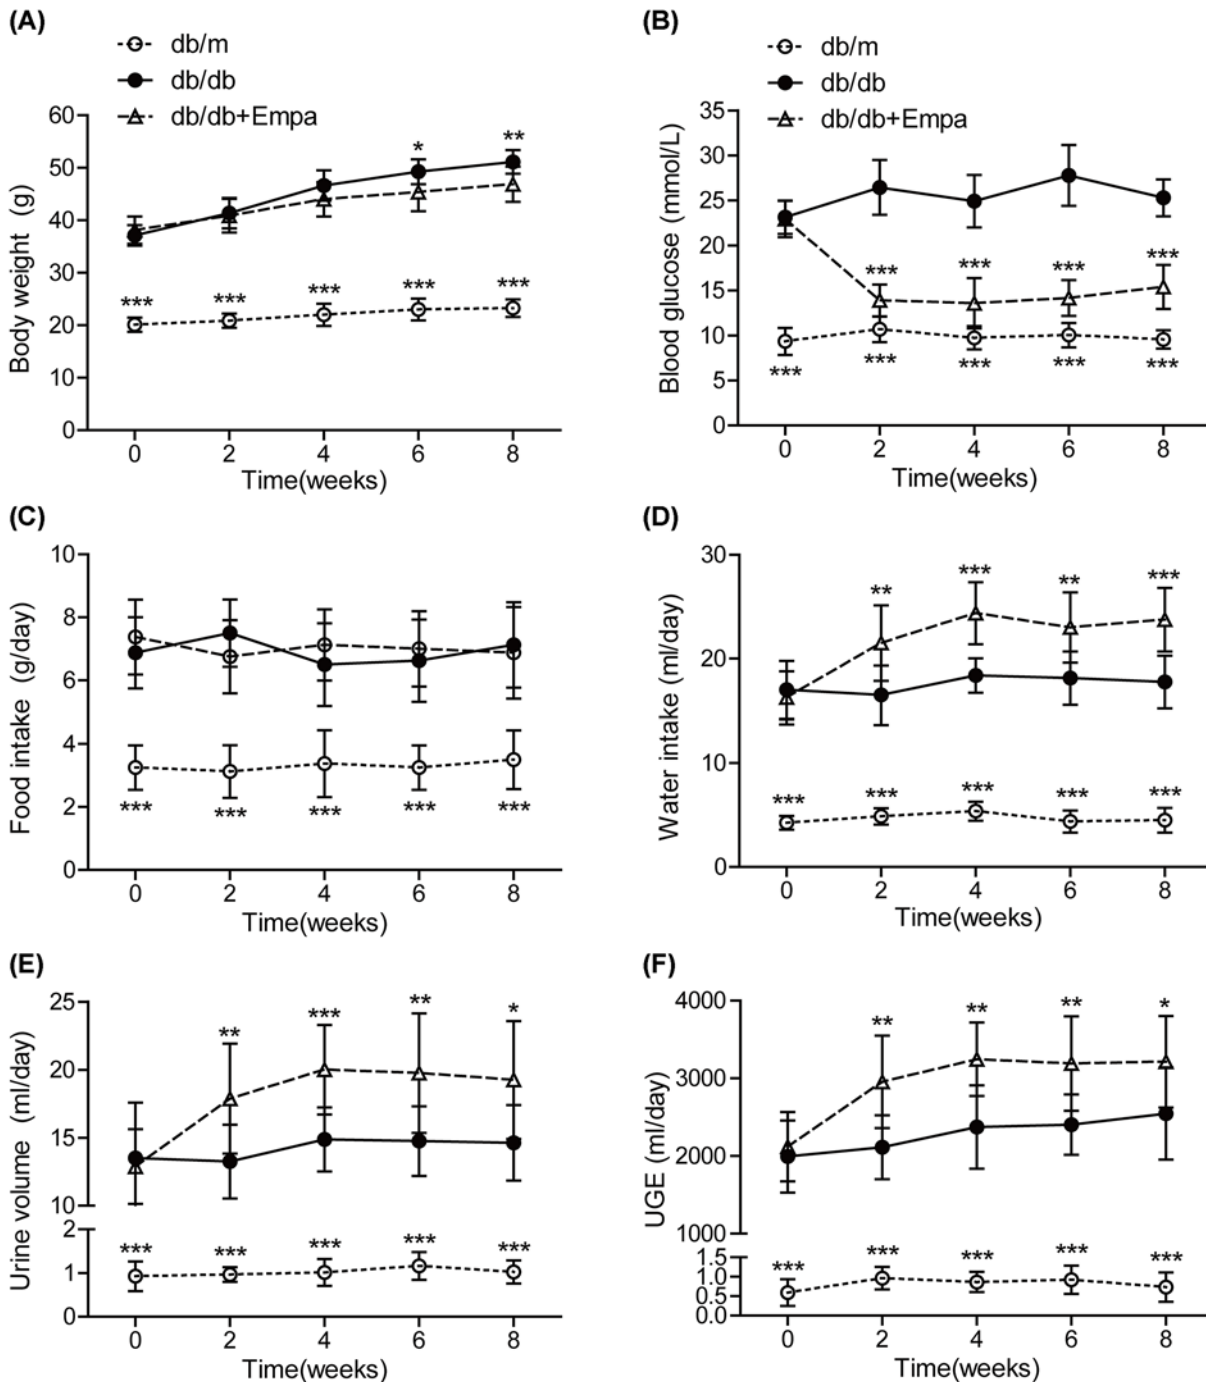 (A)
db/m
db/db
db/db+Empa
Body weight (g)
60
50
40
30
20
10
0
* **
*** *** *** *** ***
0 2 4 6 8
Time(weeks)
(B)
db/m
db/db
db/db+Empa
Blood glucose (mmol/L)
35
30
25
20
15
10
5
0
*** *** *** ***
*** *** *** *** ***
0 2 4 6 8
Time(weeks)
(C)
Food intake (g/day)
10
8
6
4
2
0
*** *** *** *** ***
0 2 4 6 8
Time(weeks)
(D)
Water intake (ml/day)
30
20
10
0
** *** ** ***
*** *** *** *** ***
0 2 4 6 8
Time(weeks)
(E)
Urine volume (ml/day)
25
20
15
10
2
1
0
** *** ** *
*** *** *** *** ***
0 2 4 6 8
Time(weeks)
(F)
UGE (ml/day)
4000
3000
2000
1000
1.5
1.0
0.5
0.0
** ** ** *
*** *** *** *** ***
0 2 4 6 8
Time(weeks)